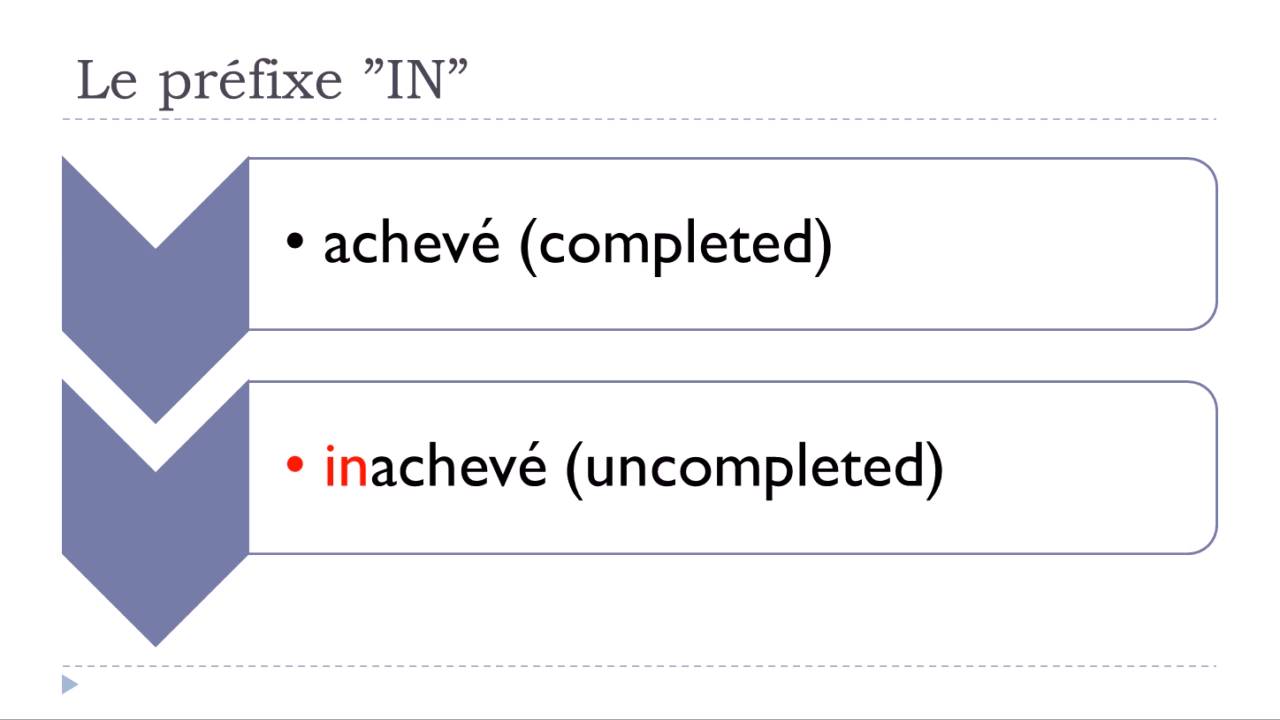 Le préfixe ”IN”
• achevé (completed)
• inachevé (uncompleted)